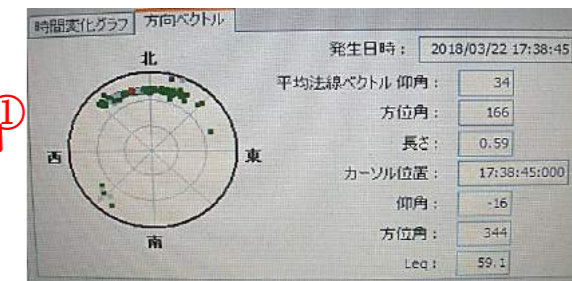 時間変化グラフ 方向ベクトル
発生日時： 2018/03/22 17:38:45
北
平均法線ベクトル 仰角： 34
① 方位角： 166
長さ： 0.59
西 東
カーソル位置： 17:38:45:000
仰角： -16
方位角： 344
南
Leq： 59.1